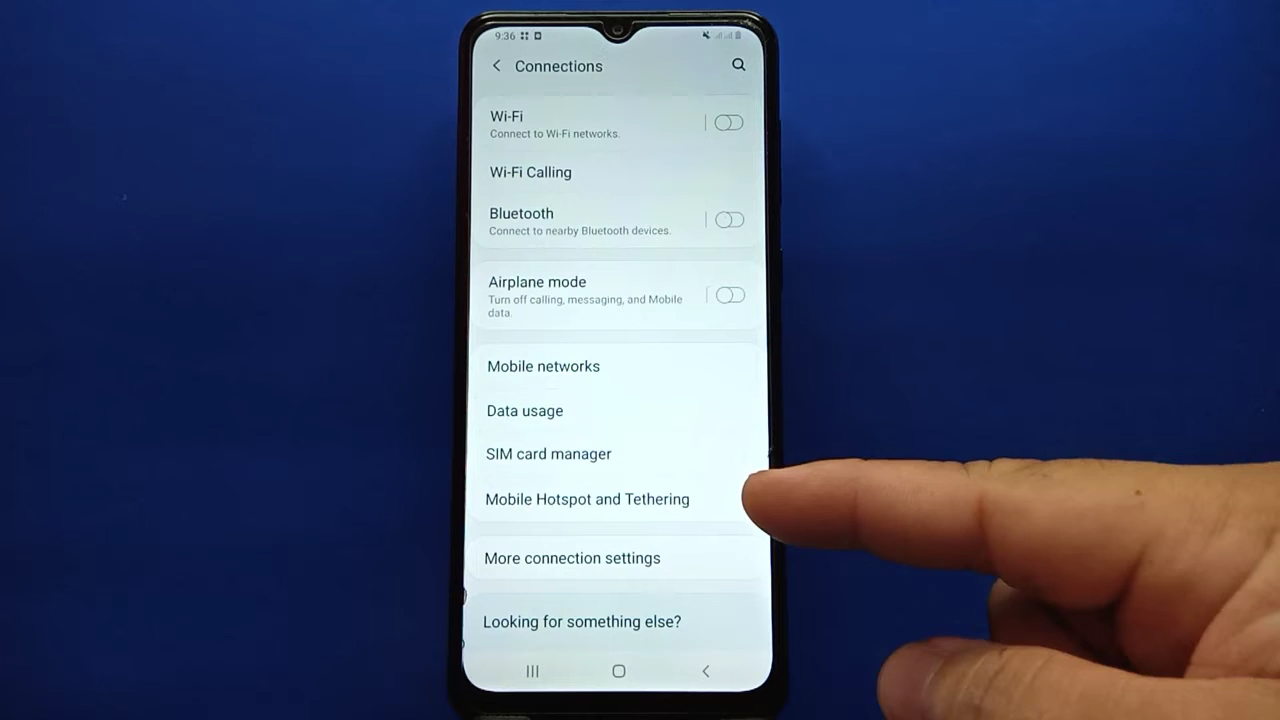 9:36
Connections
Wi-Fi
Connect to Wi-Fi networks.
Wi-Fi Calling
Bluetooth
Connect to nearby Bluetooth devices.
Airplane mode
Turn off calling, messaging, and Mobile
data.
Mobile networks
Data usage
SIM card manager
Mobile Hotspot and Tethering
More connection settings
Looking for something else?